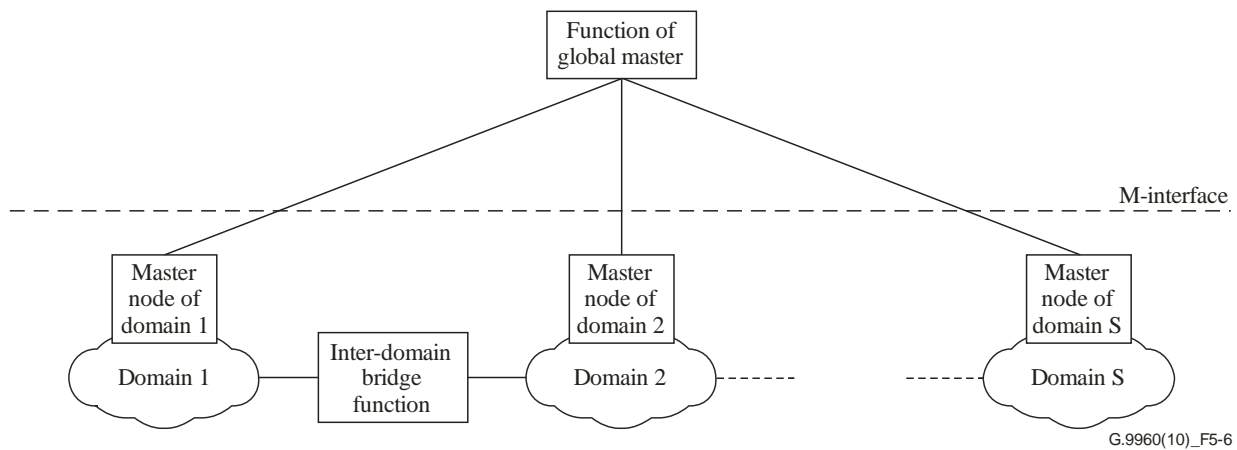 Function of
global master
M-interface
Master
node of
domain 1
Master
node of
domain 2
Master
node of
domain S
Inter-domain
bridge
function
Domain 1
Domain 2
Domain S
G.9960(10)_F5-6